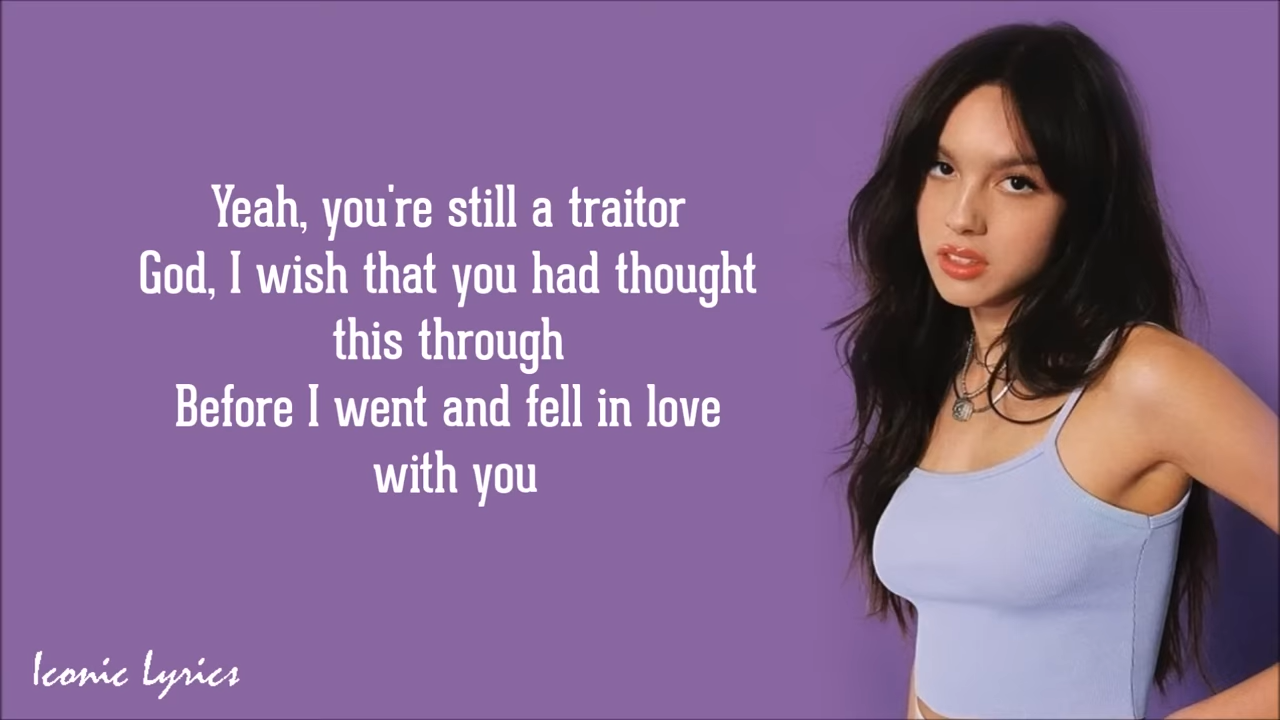 Yeah, you're still a traitor
God, I wish that you had thought
this through
Before I went and fell in love
with you
Iconic Lyrics